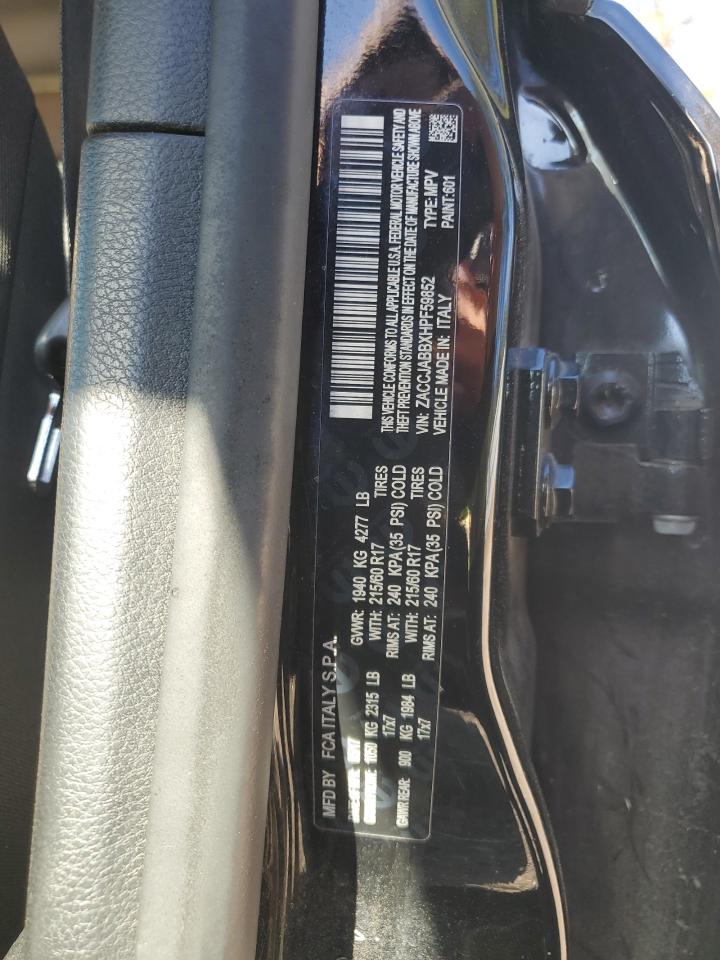 MFD BY FCA ITALY S.P.A.
GVWR: 1940 KG 4277 LB
1050 KG 2315 LB WITH: 215/60 R17 TIRES
17x7 RIMS AT: 240 KPA(35 PSI) COLD
GAWR REAR: 900 KG 1984 LB WITH: 215/60 R17 TIRES
17x7 RIMS AT: 240 KPA(35 PSI) COLD
THIS VEHICLE CONFORMS TO ALL APPLICABLE U.S.A. FEDERAL MOTOR VEHICLE SAFETY AND
THEFT PREVENTION STANDARDS IN EFFECT ON THE DATE OF MANUFACTURE SHOWN ABOVE
VIN: ZACCJABBXHPF59852 TYPE: MPV
VEHICLE MADE IN: ITALY PAINT: 601